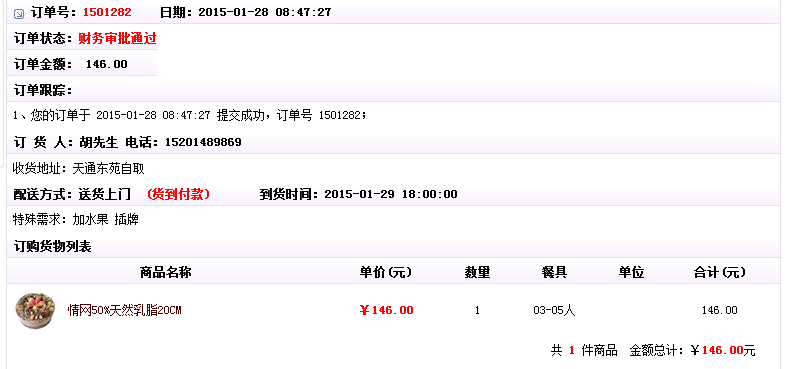 订单号：1501282 日期：2015-01-28 08:47:27
订单状态：财务审批通过
订单金额： 146.00
订单跟踪：
1、您的订单于 2015-01-28 08:47:27 提交成功，订单号 1501282；
订 货 人：胡先生 电话：15201489869
收货地址：天通东苑自取
配送方式：送货上门 （货到付款） 到货时间：2015-01-29 18:00:00
特殊需求：加水果 插牌
订购货物列表
商品名称 单价(元) 数量 餐具 单位 合计(元)
情网50%天然乳脂20CM ￥146.00 1 03-05人 146.00
共 1 件商品 金额总计：￥146.00元